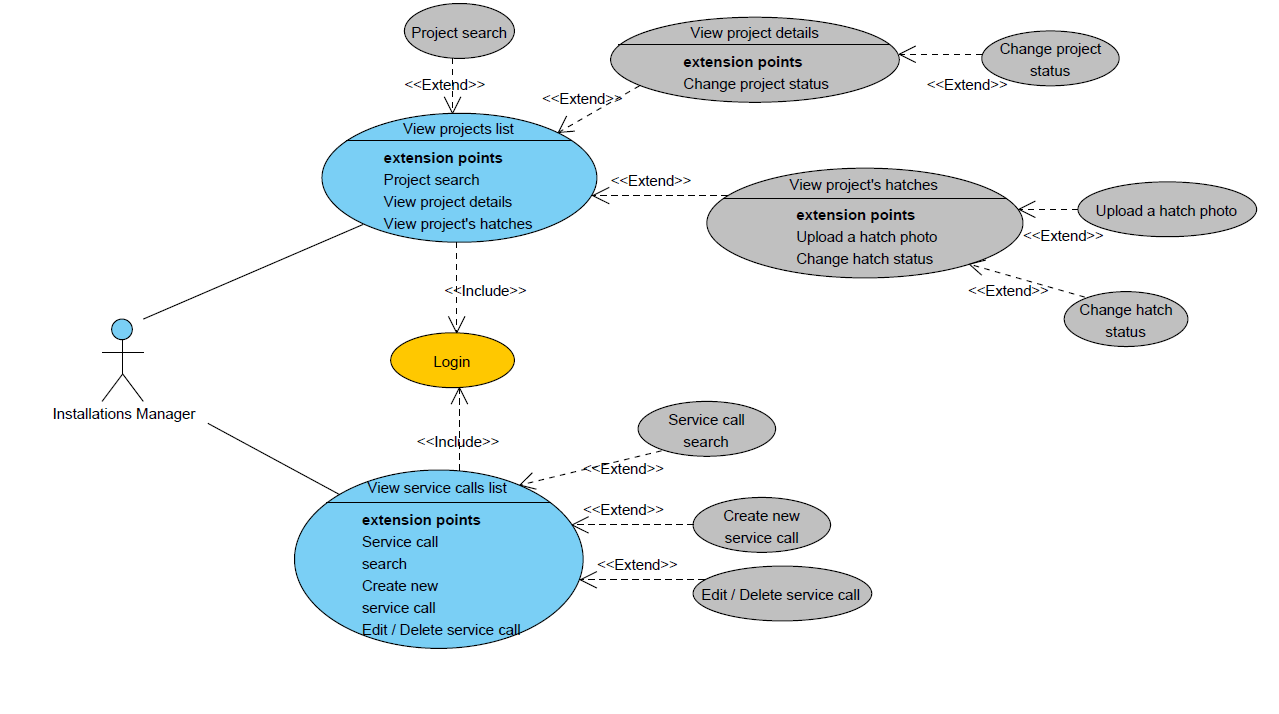 Project search
<<Extend>>
View project details
extension points
Change project status
Change project
status
<<Extend>>
<<Extend>>
View projects list
extension points
Project search
View project details
View project's hatches
<<Extend>>
View project's hatches
extension points
Upload a hatch photo
Change hatch status
Upload a hatch photo
<<Extend>>
<<Extend>>
Change hatch
status
<<Include>>
Login
Installations Manager
<<Include>>
Service call
search
<<Extend>>
View service calls list
extension points
Service call
search
Create new
service call
Edit / Delete service call
<<Extend>>
Create new
service call
<<Extend>>
Edit / Delete service call